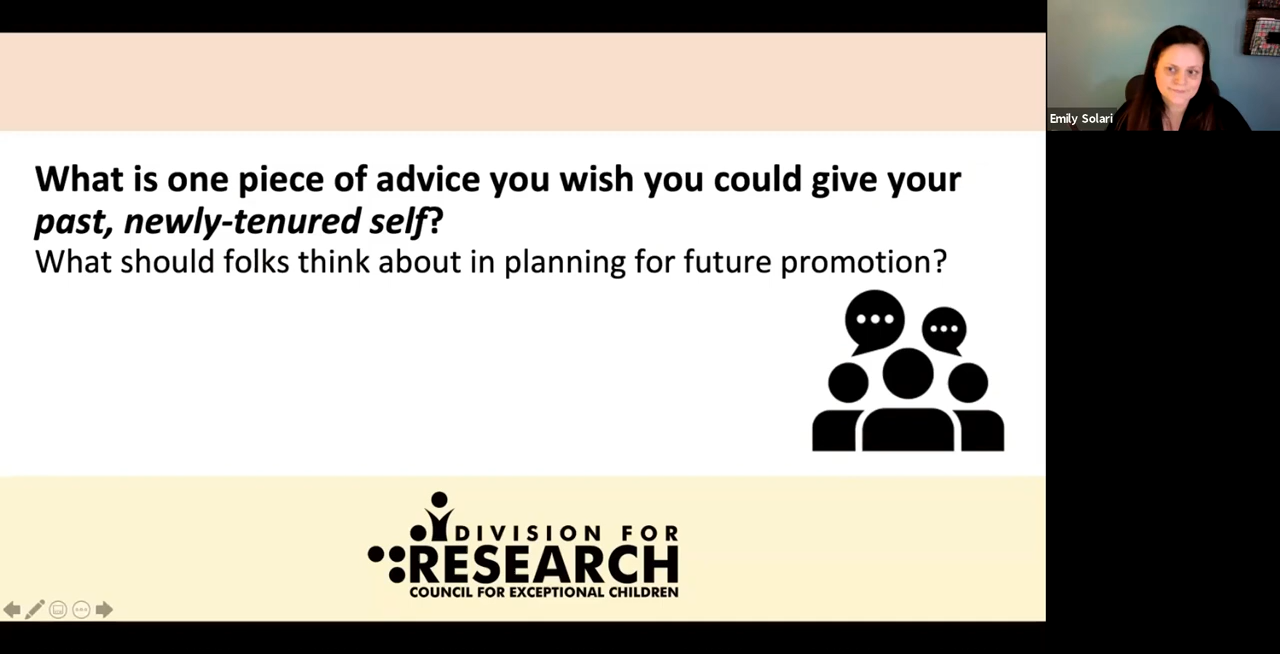 What is one piece of advice you wish you could give your
past, newly-tenured self?
What should folks think about in planning for future promotion?
DIVISION FOR
RESEARCH
COUNCIL FOR EXCEPTIONAL CHILDREN
Emily Solari